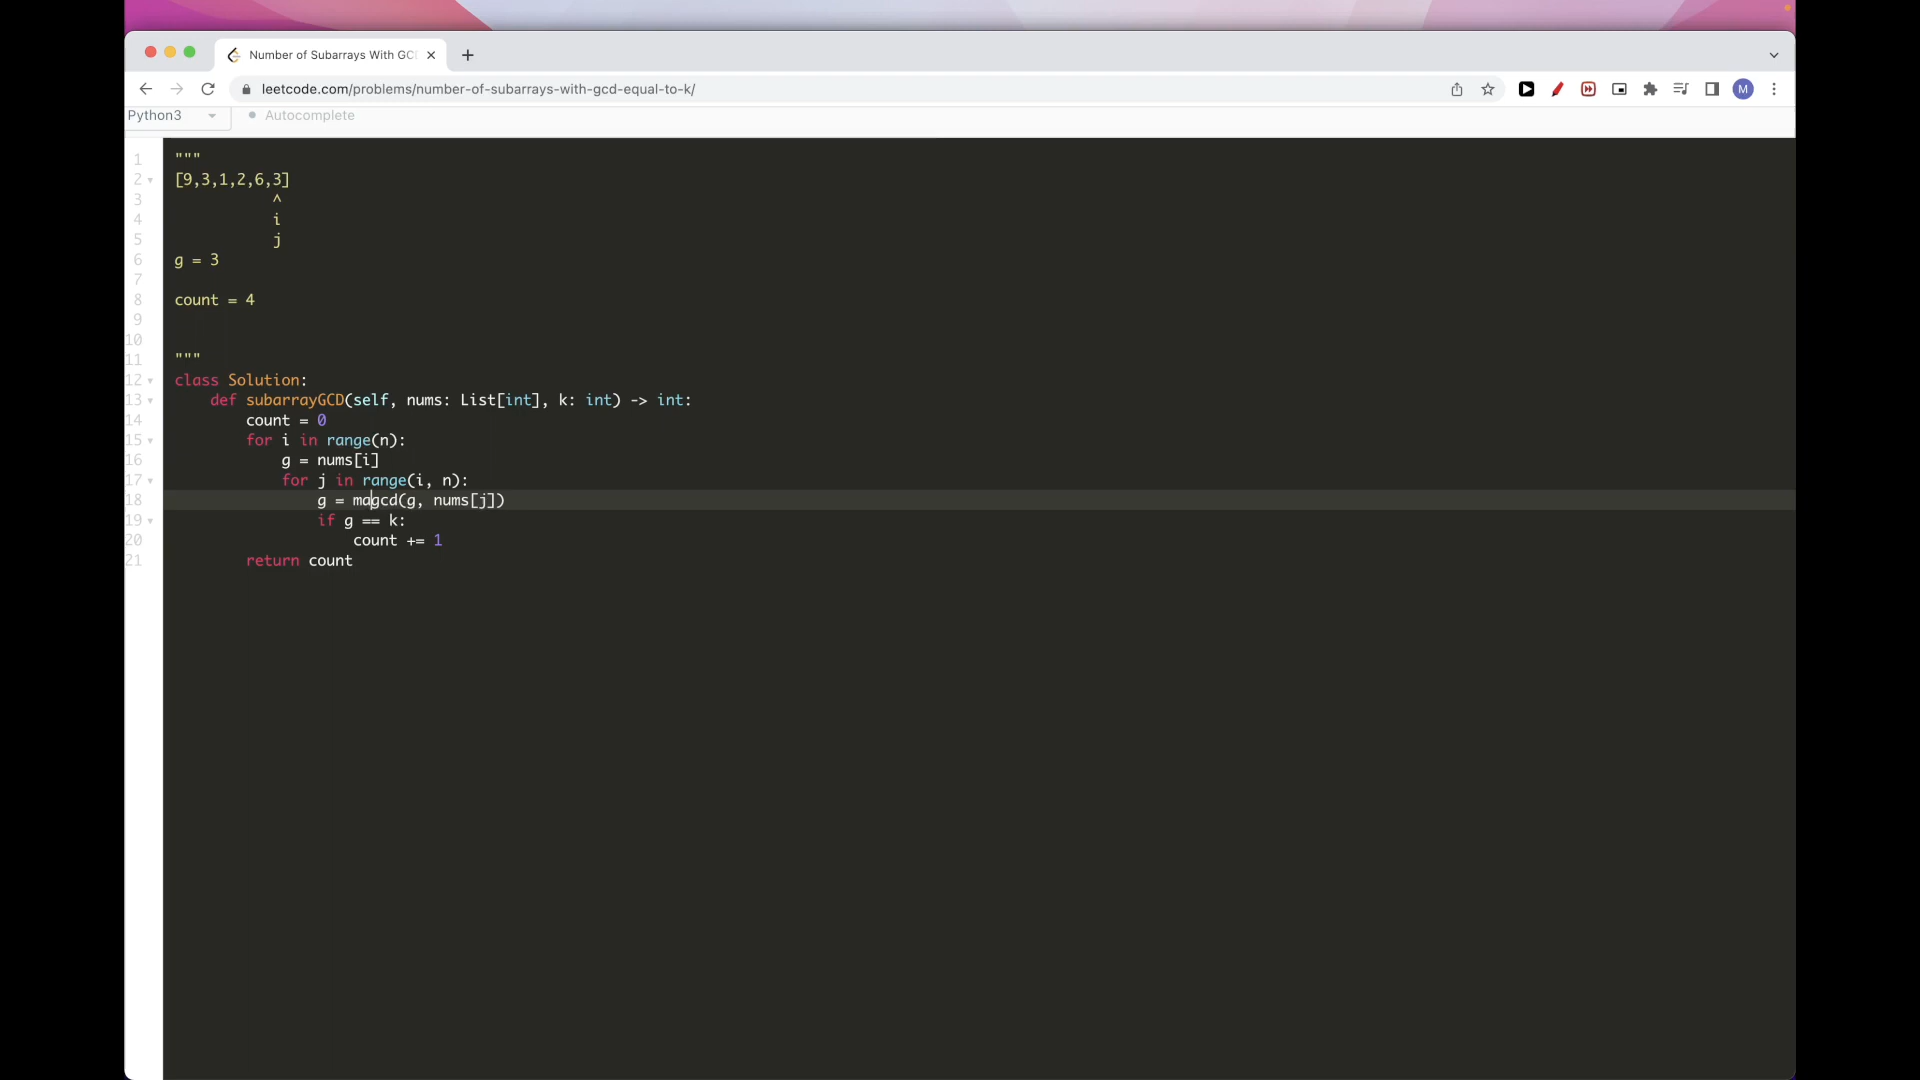 Number of Subarrays With GC
leetcode.com/problems/number-of-subarrays-with-gcd-equal-to-k/
M
Python3
Autocomplete
1 """
2 [9,3,1,2,6,3]
3 ^
4 i
5 j
6 g = 3
7
8 count = 4
9
10
11 """
12 class Solution:
13 def subarrayGCD(self, nums: List[int], k: int) -> int:
14 count = 0
15 for i in range(n):
16 g = nums[i]
17 for j in range(i, n):
18 g = magcd(g, nums[j])
19 if g == k:
20 count += 1
21 return count